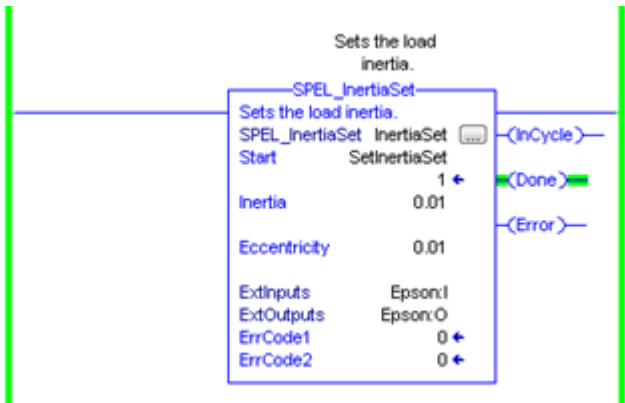 Sets the load
inertia.
SPEL_InertiaSet
Sets the load inertia.
SPEL_InertiaSet InertiaSet ...
(InCycle)
Start SetInertiaSet
1
(Done)
Inertia 0.01
(Error)
Eccentricity 0.01
ExtInputs Epson:I
ExtOutputs Epson:O
ErrCode1 0
ErrCode2 0